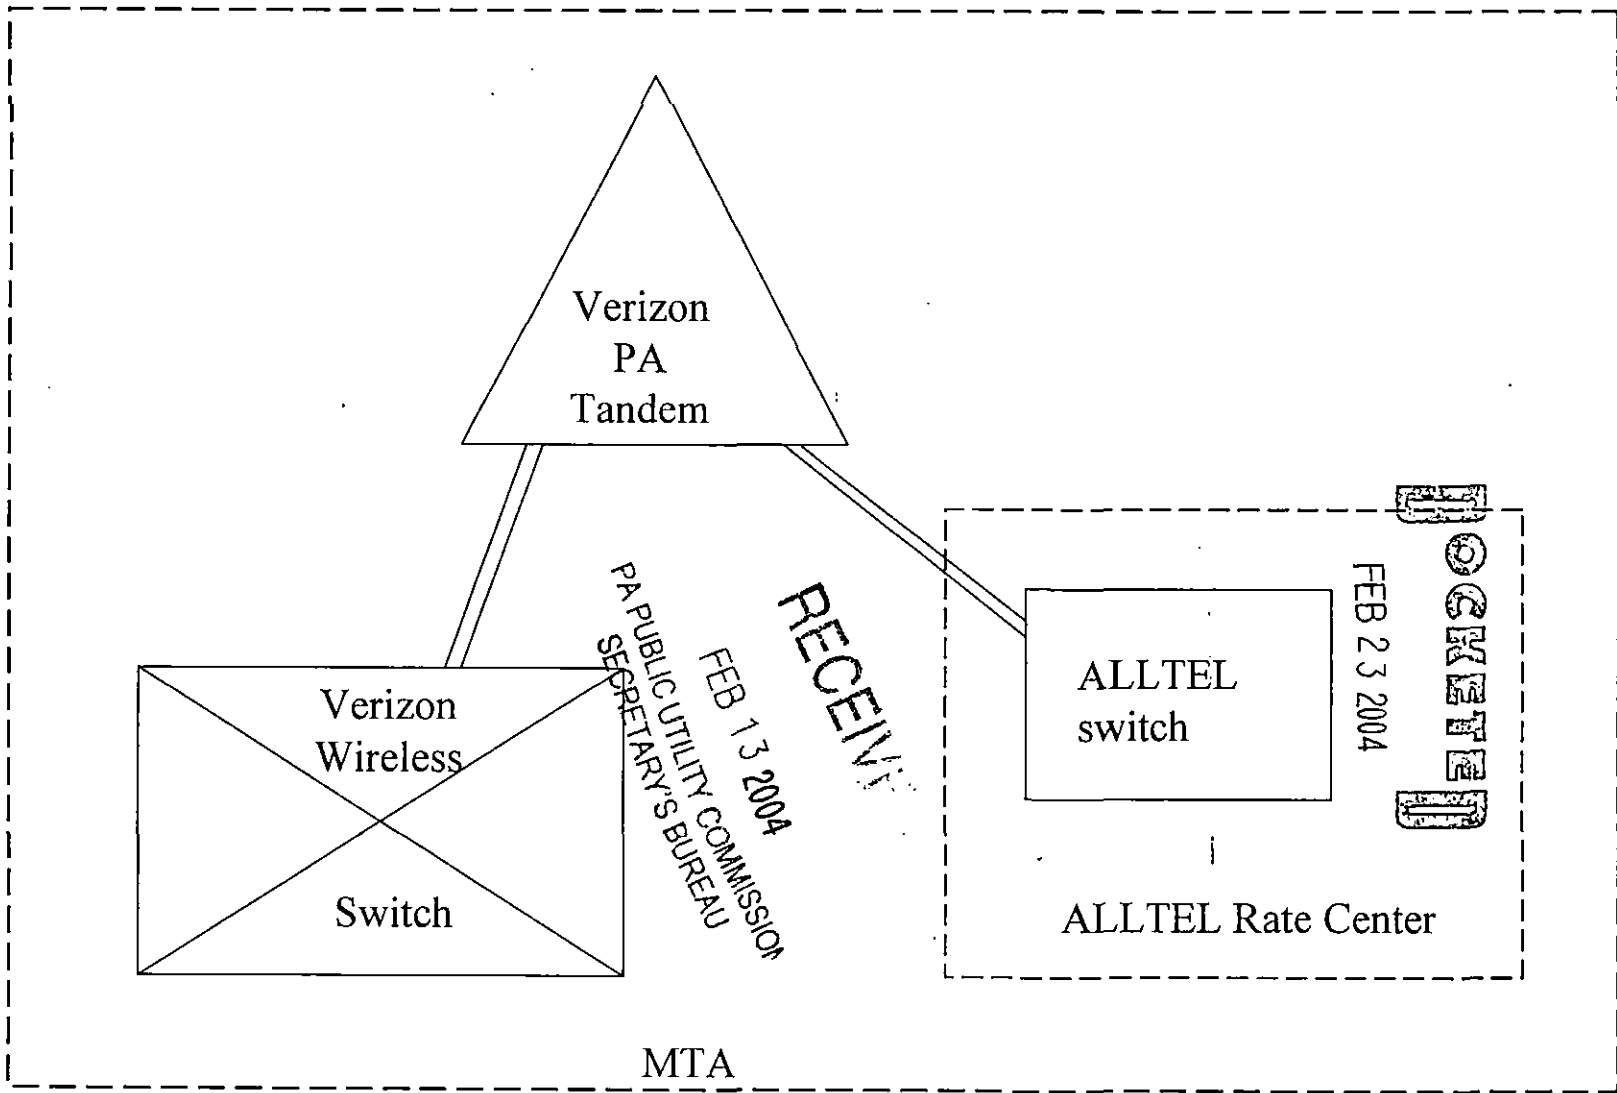 Verizon
PA
Tandem
Verizon
Wireless
Switch
RECEIV
FEB 13 2004
PA PUBLIC UTILITY COMMISSION
SECRETARY'S BUREAU
ALLTEL
switch
ALLTEL Rate Center
DOCKETED
FEB 23 2004
MTA